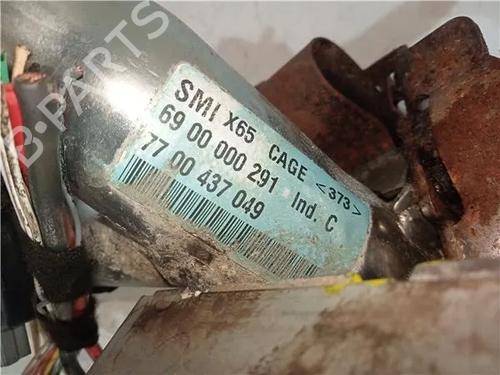 B-PARTS
SMI X65 CAGE <373>
69 00 000 291 Ind. C
77 00 437 049